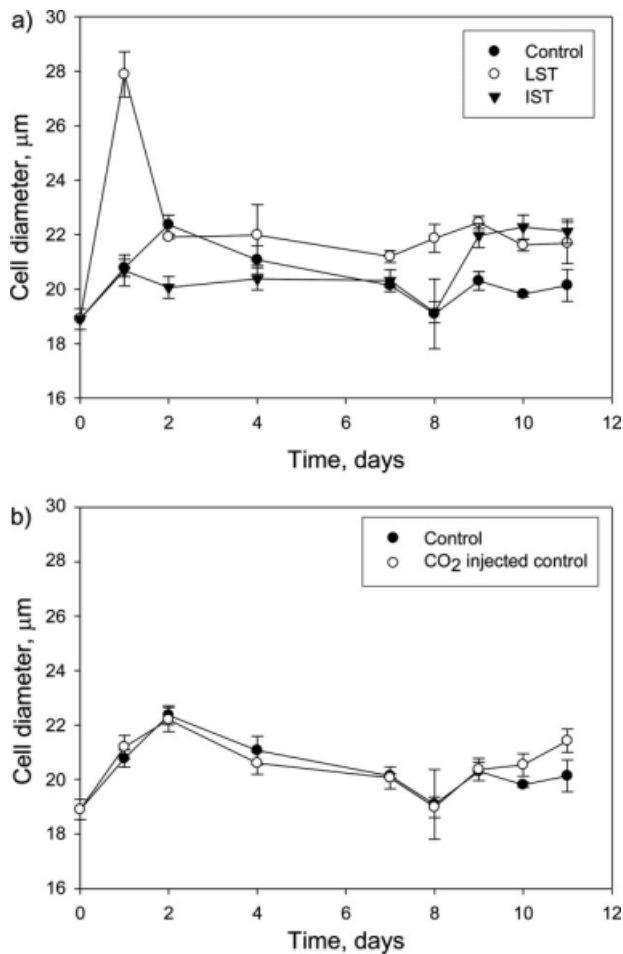 a)
30
28
26
24
22
20
18
16
Cell diameter, μm
Control
LST
IST
0 2 4 6 8 10 12
Time, days
b)
30
28
26
24
22
20
18
16
Cell diameter, μm
Control
CO₂ injected control
0 2 4 6 8 10 12
Time, days